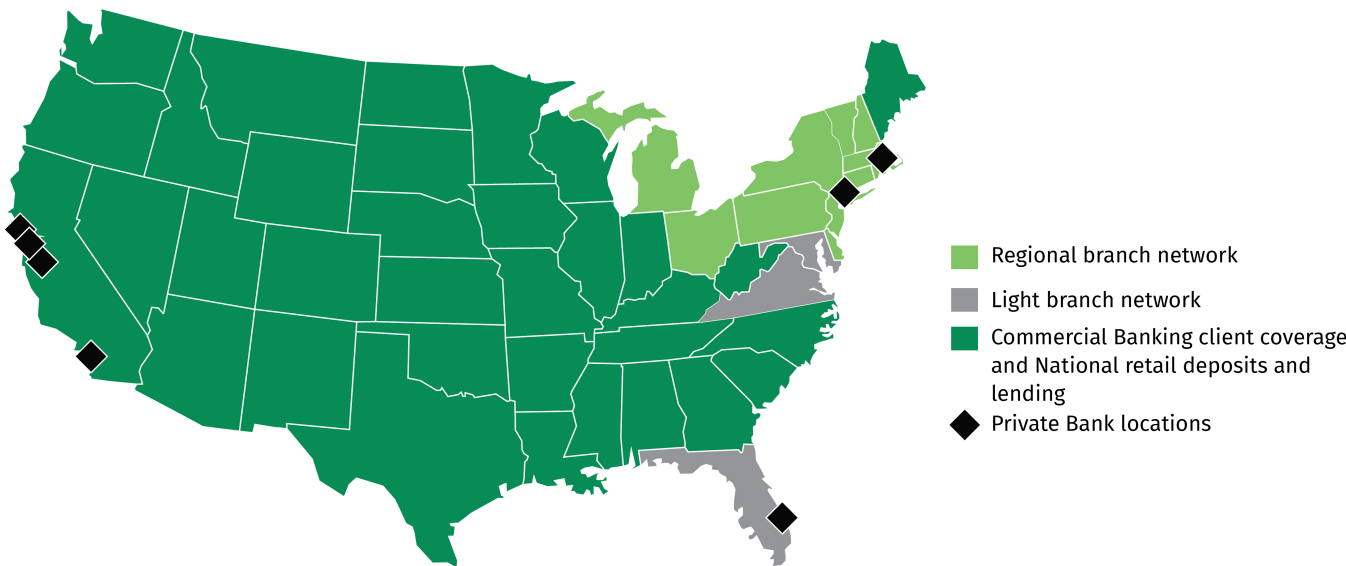 Regional branch network
Light branch network
Commercial Banking client coverage
and National retail deposits and
lending
Private Bank locations